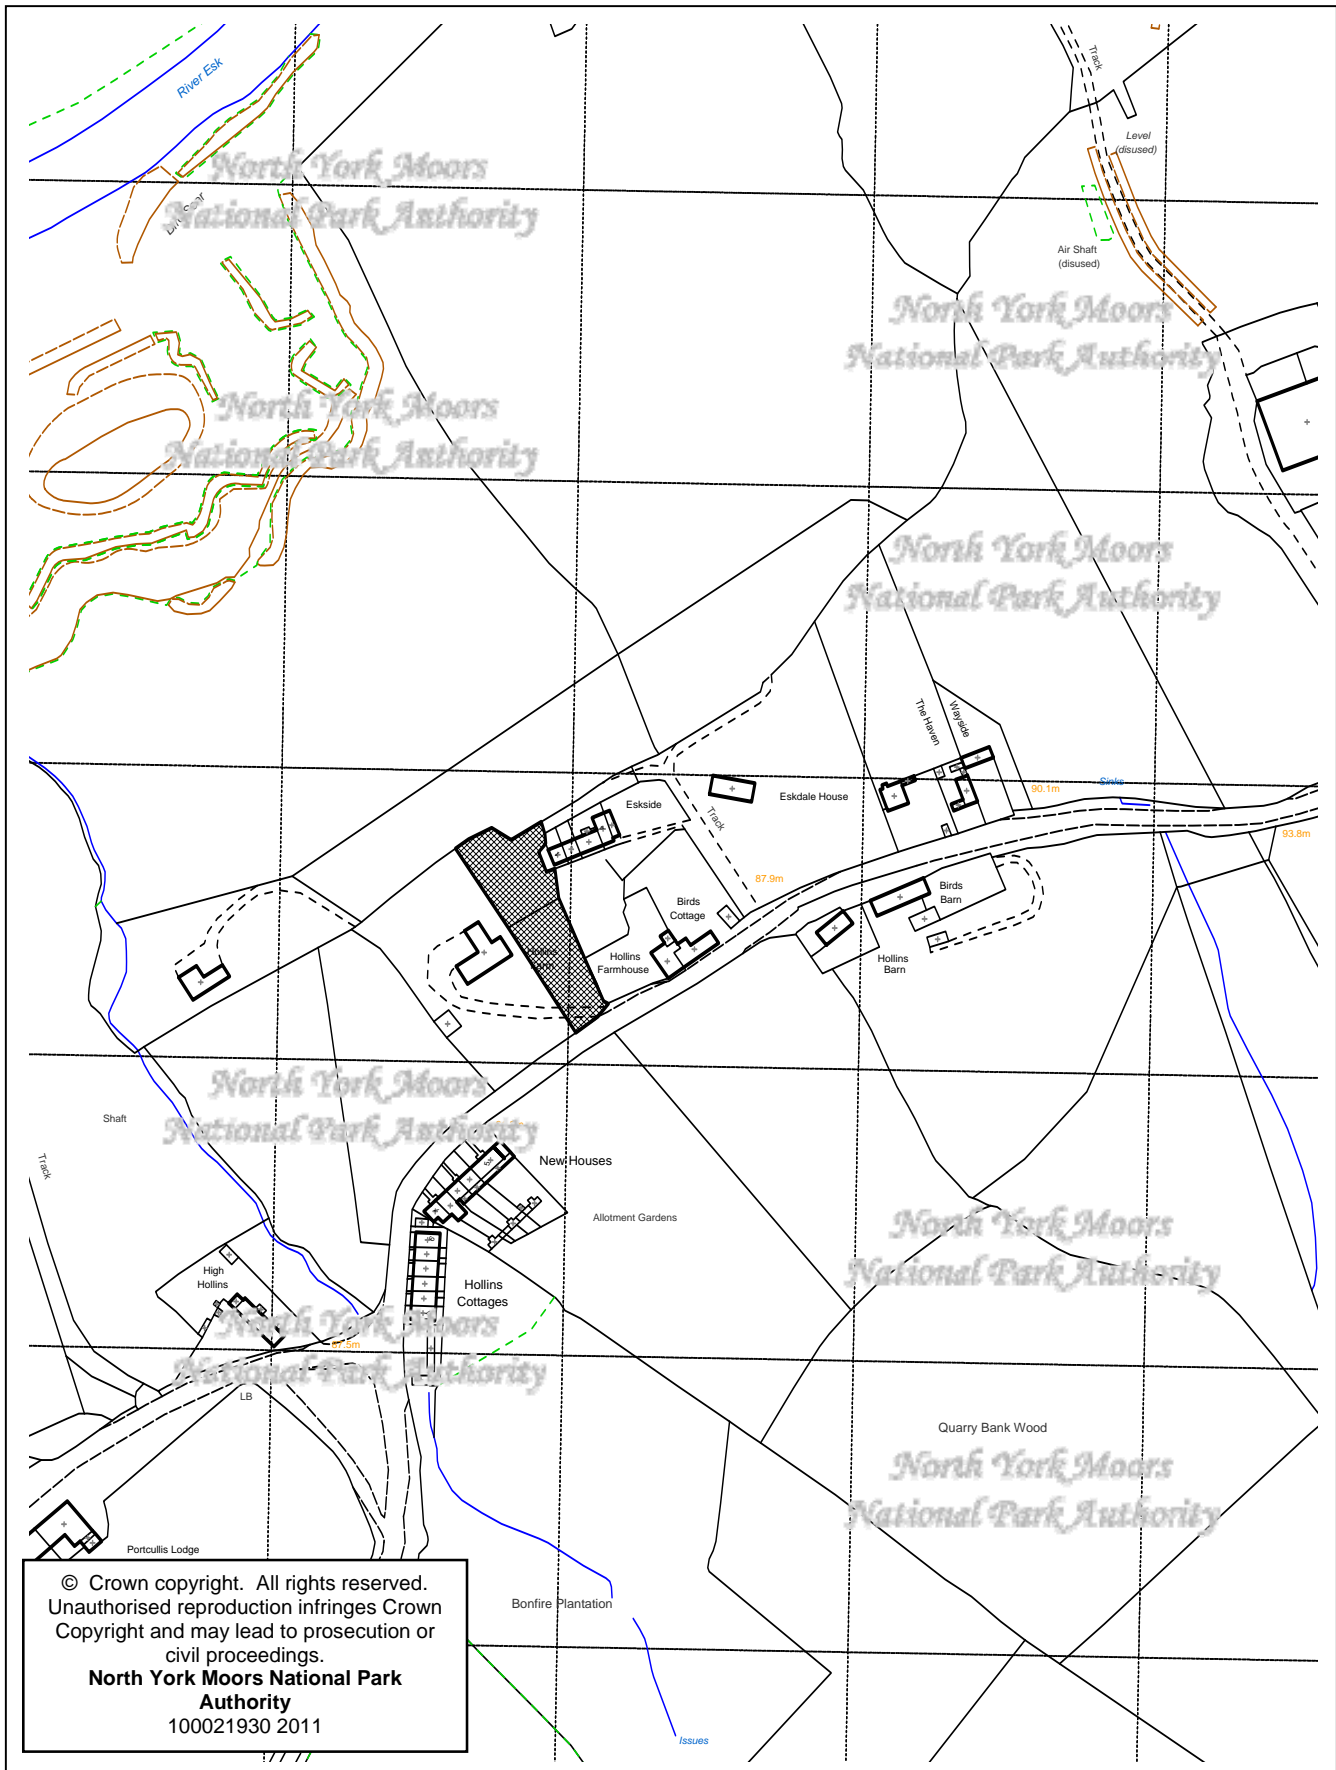 River Esk
Track
Level
(disused)
North York Moors
National Park Authority
Air Shaft
(disused)
North York Moors
National Park Authority
North York Moors
National Park Authority
North York Moors
National Park Authority
The Haven
Wayside
Sinks
90.1m
Eskdale House
Eskside
Track
93.8m
87.9m
Birds
Cottage
Birds
Barn
Hollins
Farmhouse
Hollins
Barn
North York Moors
National Park Authority
Shaft
Track
5
New Houses
Allotment Gardens
North York Moors
National Park Authority
High
Hollins
Hollins
Cottages
North York Moors
National Park Authority
87.5m
LB
Quarry Bank Wood
North York Moors
National Park Authority
Portcullis Lodge
Bonfire Plantation
Issues
© Crown copyright. All rights reserved.
Unauthorised reproduction infringes Crown
Copyright and may lead to prosecution or
civil proceedings.
North York Moors National Park
Authority
100021930 2011